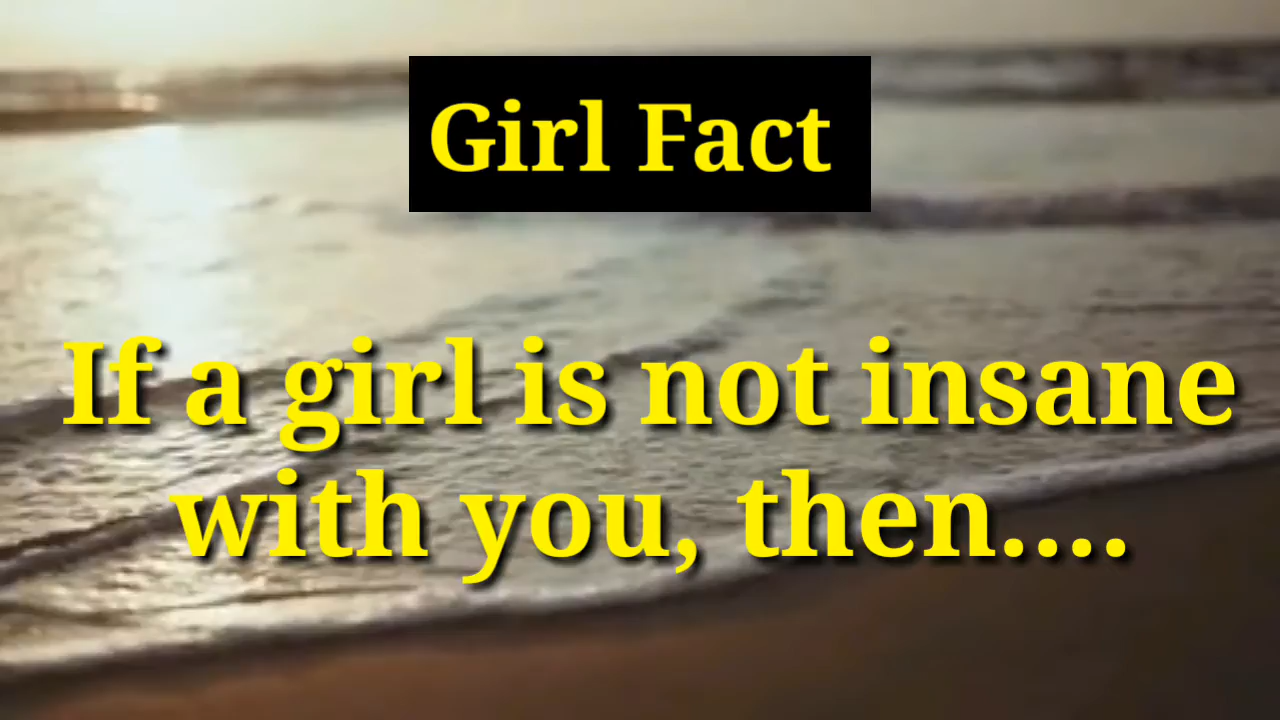 Girl Fact
If a girl is not insane
with you, then....